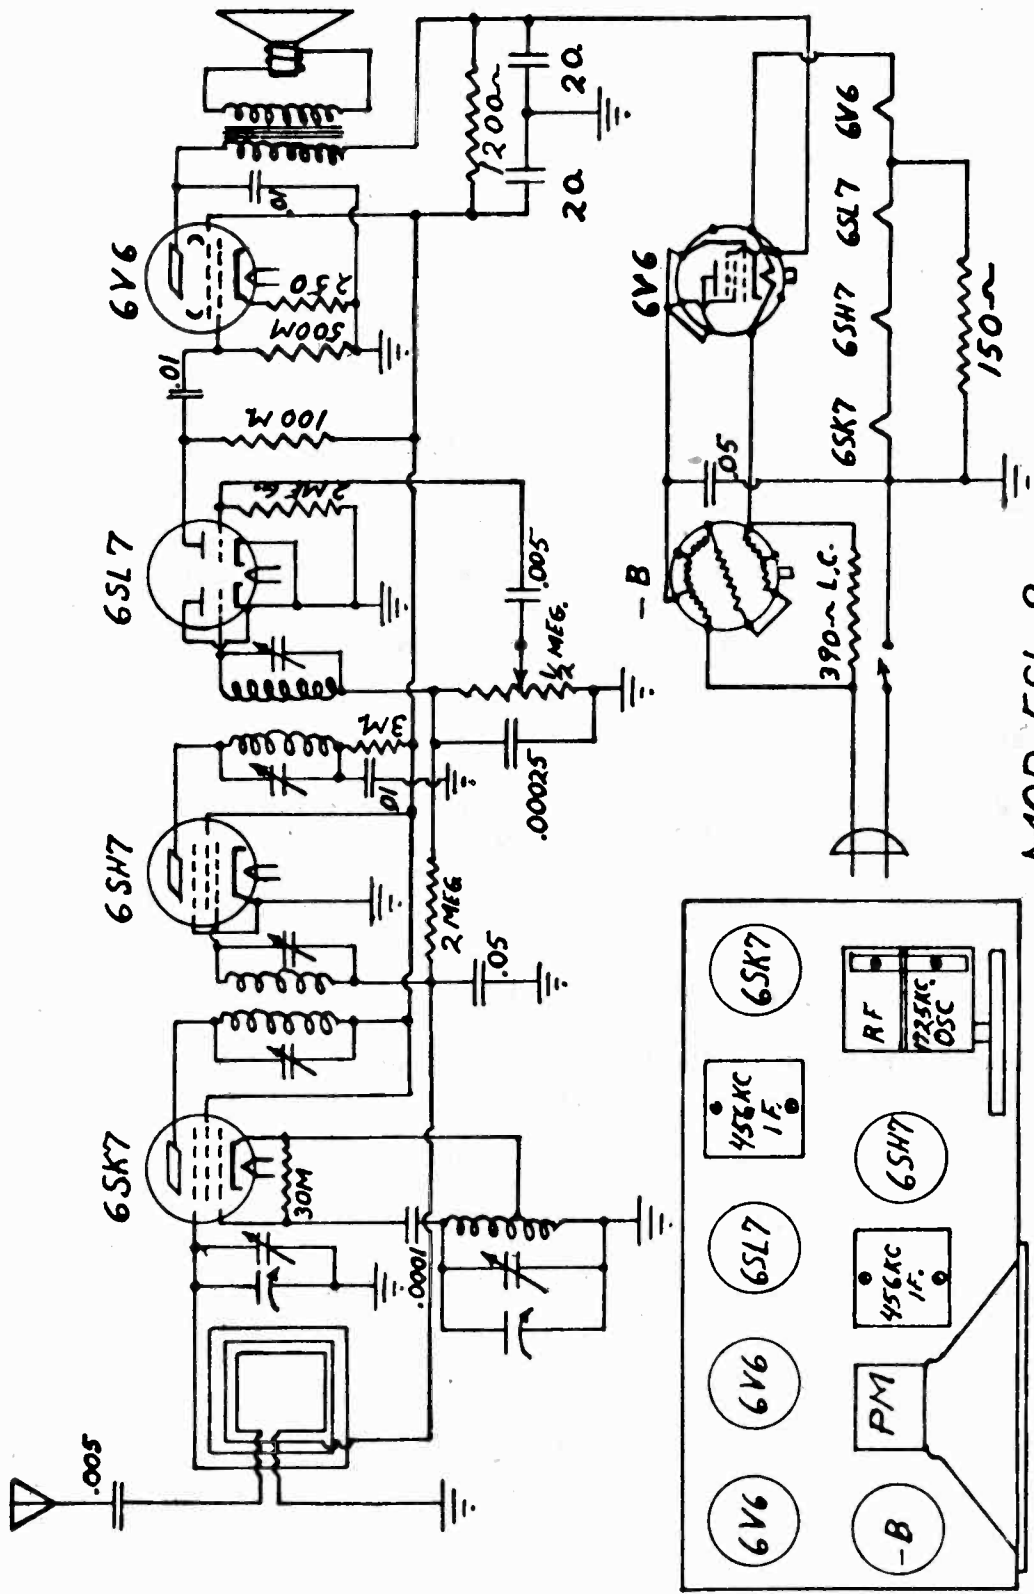 6SK7
6SH7
6SL7
6V6
.005
.01
.01
100M
500M
250
2 MEG.
30M
3M
.01
.0001
2 MEG.
.05
.00025
½ MEG.
.005
1200~
20
20
6SK7
456KC
I.F.
6SL7
6V6
6V6
RF
1725KC.
OSC
6SH7
456KC
I.F.
PM
-B
-B
.05
6V6
390~ L.C.
6SK7
6SH7
6SL7
6V6
150~